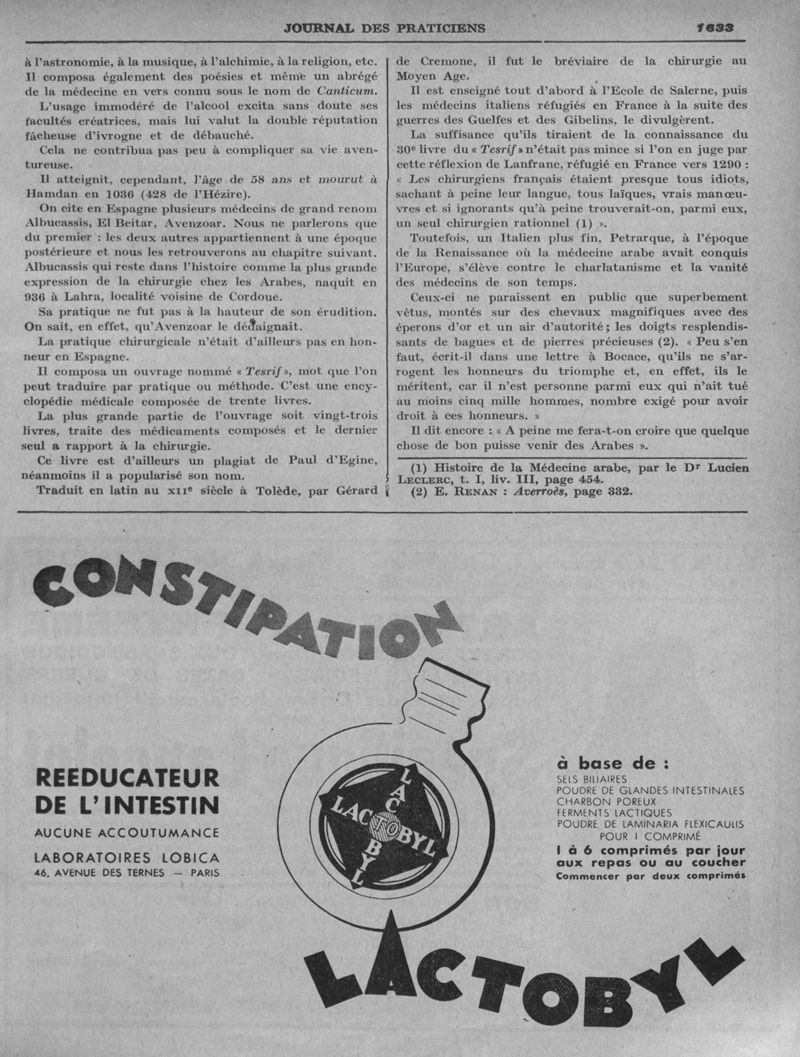 JOURNAL DES PRATICIENS
1633
à l'astronomie, à la musique, à l'alchimie, à la religion, etc.
Il composa également des poésies et même un abrégé
de la médecine en vers connu sous le nom de Canticum.
L'usage immodéré de l'alcool excita sans doute ses
facultés créatrices, mais lui valut la double réputation
fâcheuse d'ivrogne et de débauché.
Cela ne contribua pas peu à compliquer sa vie aven-
tureuse.
Il atteignit, cependant, l'âge de 58 ans et mourut à
Hamdan en 1036 (428 de l'Hézire).
On cite en Espagne plusieurs médecins de grand renom
Albucassis, El Beitar, Avenzoar. Nous ne parlerons que
du premier : les deux autres appartiennent à une époque
postérieure et nous les retrouverons au chapitre suivant.
Albucassis qui reste dans l'histoire comme la plus grande
expression de la chirurgie chez les Arabes, naquit en
936 à Lahra, localité voisine de Cordoue.
Sa pratique ne fut pas à la hauteur de son érudition.
On sait, en effet, qu'Avenzoar le dédaignait.
La pratique chirurgicale n'était d'ailleurs pas en hon-
neur en Espagne.
Il composa un ouvrage nommé « Tesrif », mot que l'on
peut traduire par pratique ou méthode. C'est une ency-
clopédie médicale composée de trente livres.
La plus grande partie de l'ouvrage soit vingt-trois
livres, traite des médicaments composés et le dernier
seul a rapport à la chirurgie.
Ce livre est d'ailleurs un plagiat de Paul d'Egine,
néanmoins il a popularisé son nom.
Traduit en latin au XIIe siècle à Tolède, par Gérard
de Cremone, il fut le bréviaire de la chirurgie au
Moyen Age.
Il est enseigné tout d'abord à l'Ecole de Salerne, puis
les médecins italiens réfugiés en France à la suite des
guerres des Guelfes et des Gibelins, le divulgèrent.
La suffisance qu'ils tiraient de la connaissance du
30e livre du « Tesrif » n'était pas mince si l'on en juge par
cette réflexion de Lanfranc, réfugié en France vers 1290 :
« Les chirurgiens français étaient presque tous idiots,
sachant à peine leur langue, tous laïques, vrais manœu-
vres et si ignorants qu'à peine trouverait-on, parmi eux,
un seul chirurgien rationnel (1) ».
Toutefois, un Italien plus fin, Petrarque, à l'époque
de la Renaissance où la médecine arabe avait conquis
l'Europe, s'élève contre le charlatanisme et la vanité
des médecins de son temps.
Ceux-ci ne paraissent en public que superbement
vêtus, montés sur des chevaux magnifiques avec des
éperons d'or et un air d'autorité ; les doigts resplendis-
sants de bagues et de pierres précieuses (2). « Peu s'en
faut, écrit-il dans une lettre à Bocace, qu'ils ne s'ar-
rogent les honneurs du triomphe et, en effet, ils le
méritent, car il n'est personne parmi eux qui n'ait tué
au moins cinq mille hommes, nombre exigé pour avoir
droit à ces honneurs. »
Il dit encore : « A peine me fera-t-on croire que quelque
chose de bon puisse venir des Arabes ».
(1) Histoire de la Médecine arabe, par le Dr Lucien
LECLERC, t. I, liv. III, page 454.
(2) E. RENAN : Averroès, page 332.
CONSTIPATION
REEDUCATEUR
DE L'INTESTIN
AUCUNE ACCOUTUMANCE
LABORATOIRES LOBICA
46, AVENUE DES TERNES — PARIS
LACTOBYL
LACTOBYL
à base de :
SELS BILIAIRES
POUDRE DE GLANDES INTESTINALES
CHARBON POREUX
FERMENTS LACTIQUES
POUDRE DE LAMINARIA FLEXICAULIS
POUR 1 COMPRIMÉ
1 à 6 comprimés par jour
aux repas ou au coucher
Commencer par deux comprimés
LACTOBYL